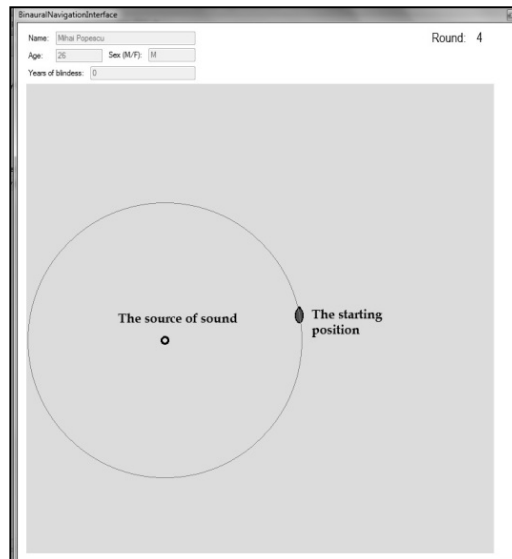 BinauralNavigationInterface
Name: Mihai Popescu
Round: 4
Age: 26 Sex (M/F): M
Years of blindess: 0
The source of sound
The starting
position